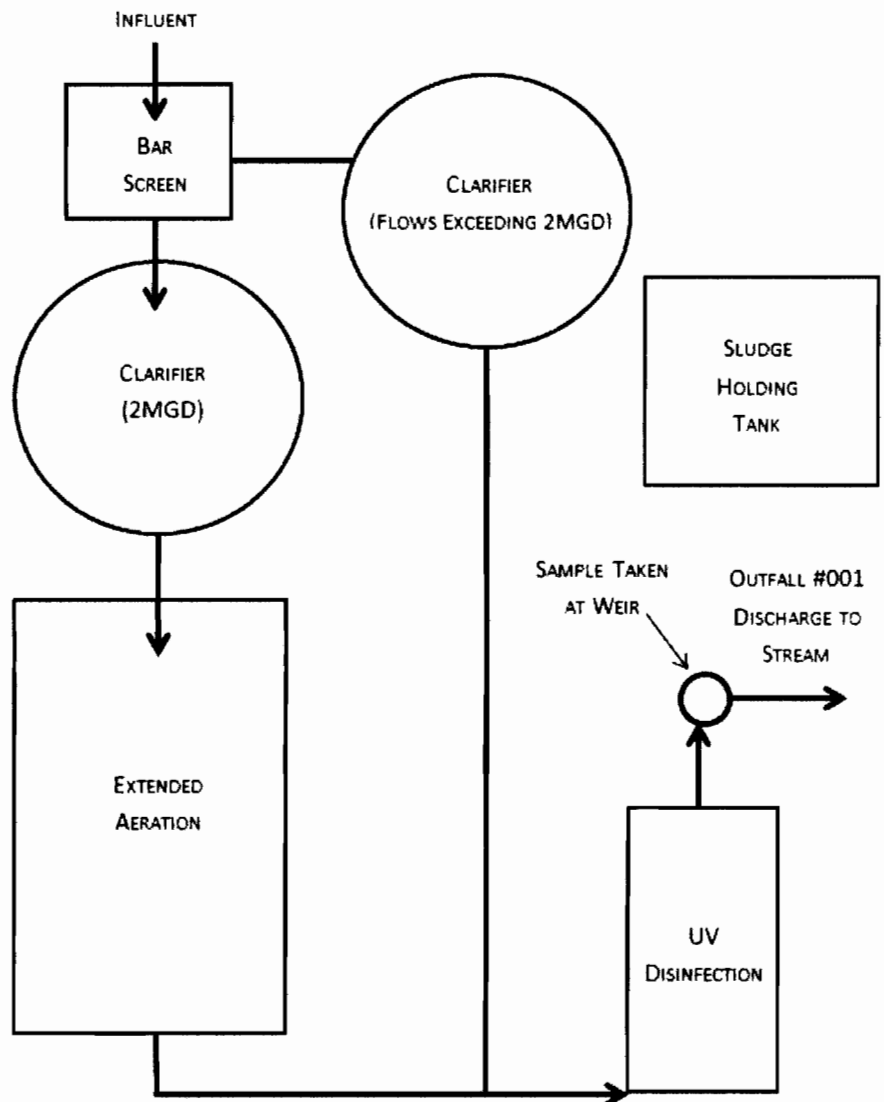 INFLUENT
BAR
SCREEN
CLARIFIER
(FLOWS EXCEEDING 2MGD)
CLARIFIER
(2MGD)
SLUDGE
HOLDING
TANK
SAMPLE TAKEN
AT WEIR
OUTFALL #001
DISCHARGE TO
STREAM
EXTENDED
AERATION
UV
DISINFECTION